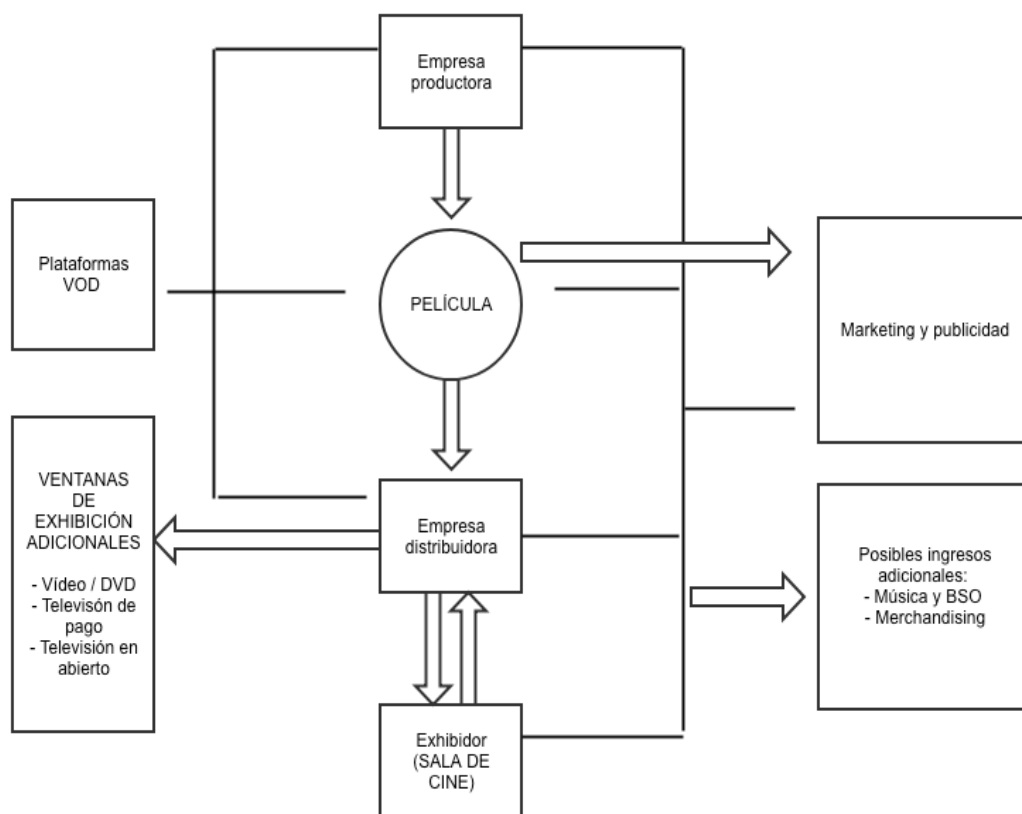 Empresa
productora
Plataformas
VOD
PELÍCULA
Marketing y publicidad
VENTANAS
DE
EXHIBICIÓN
ADICIONALES
- Vídeo / DVD
- Televisón de
pago
- Televisión en
abierto
Empresa
distribuidora
Posibles ingresos
adicionales:
- Música y BSO
- Merchandising
Exhibidor
(SALA DE
CINE)